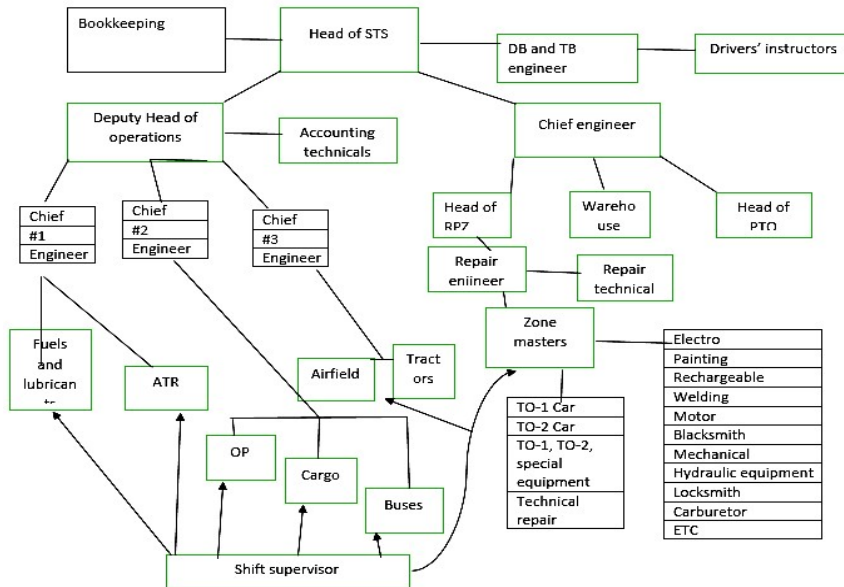 Bookkeeping
Head of STS
DB and TB
engineer
Drivers’ instructors
Deputy Head of
operations
Accounting
technicals
Chief engineer
Chief
#1
Engineer
Chief
#2
Engineer
Chief
#3
Engineer
Head of
RPZ
Wareho
use
Head of
PTO
Repair
eniineer
Repair
technical
Zone
masters
Fuels
and
lubrican
ATR
Airfield
Tract
ors
Electro
Painting
Rechargeable
Welding
Motor
Blacksmith
Mechanical
Hydraulic equipment
Locksmith
Carburetor
ETC
TO-1 Car
TO-2 Car
TO-1, TO-2,
special
equipment
Technical
repair
OP
Cargo
Buses
Shift supervisor